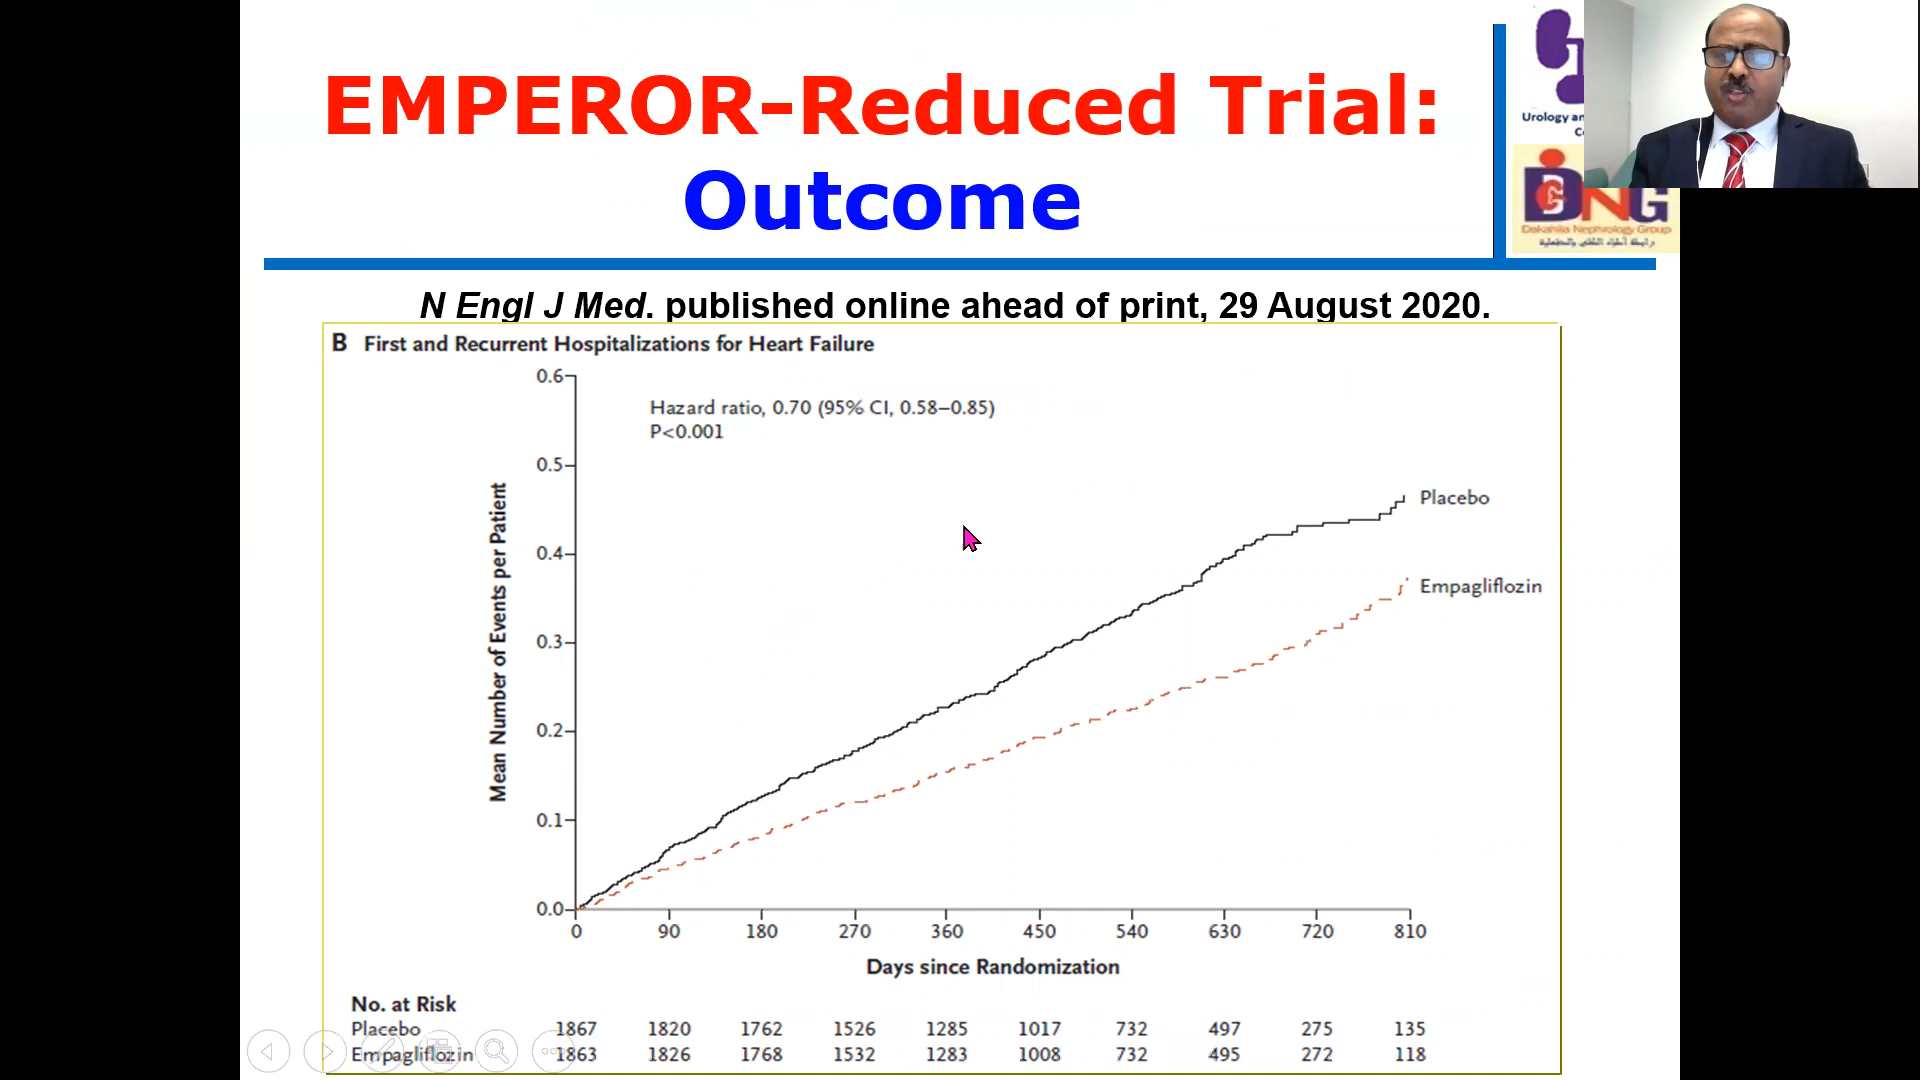 EMPEROR-Reduced Trial:
Outcome
Urology an
C
DNG
Dakahlia Nephrology Group
N Engl J Med. published online ahead of print, 29 August 2020.
B First and Recurrent Hospitalizations for Heart Failure
Hazard ratio, 0.70 (95% CI, 0.58–0.85)
P<0.001
Mean Number of Events per Patient
0.6
0.5
0.4
0.3
0.2
0.1
0.0
Placebo
Empagliflozin
0 90 180 270 360 450 540 630 720 810
Days since Randomization
No. at Risk
Placebo 1867 1820 1762 1526 1285 1017 732 497 275 135
Empagliflozin 1863 1826 1768 1532 1283 1008 732 495 272 118